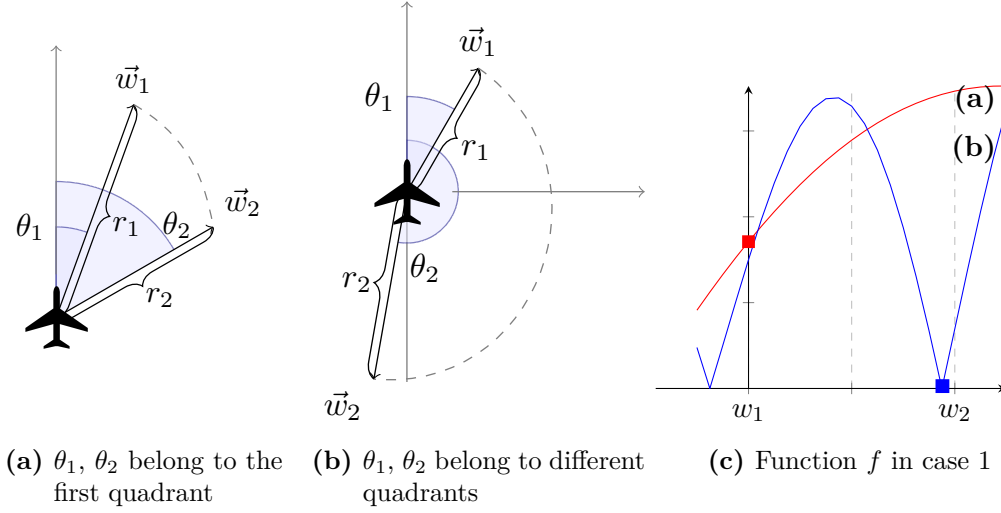 w⃗₁
θ₁
r₁
θ₂
w⃗₂
r₂
(a) θ₁, θ₂ belong to the
first quadrant
w⃗₁
θ₁
r₁
θ₂
r₂
w⃗₂
(b) θ₁, θ₂ belong to different
quadrants
(a)
(b)
w₁ w₂
(c) Function f in case 1